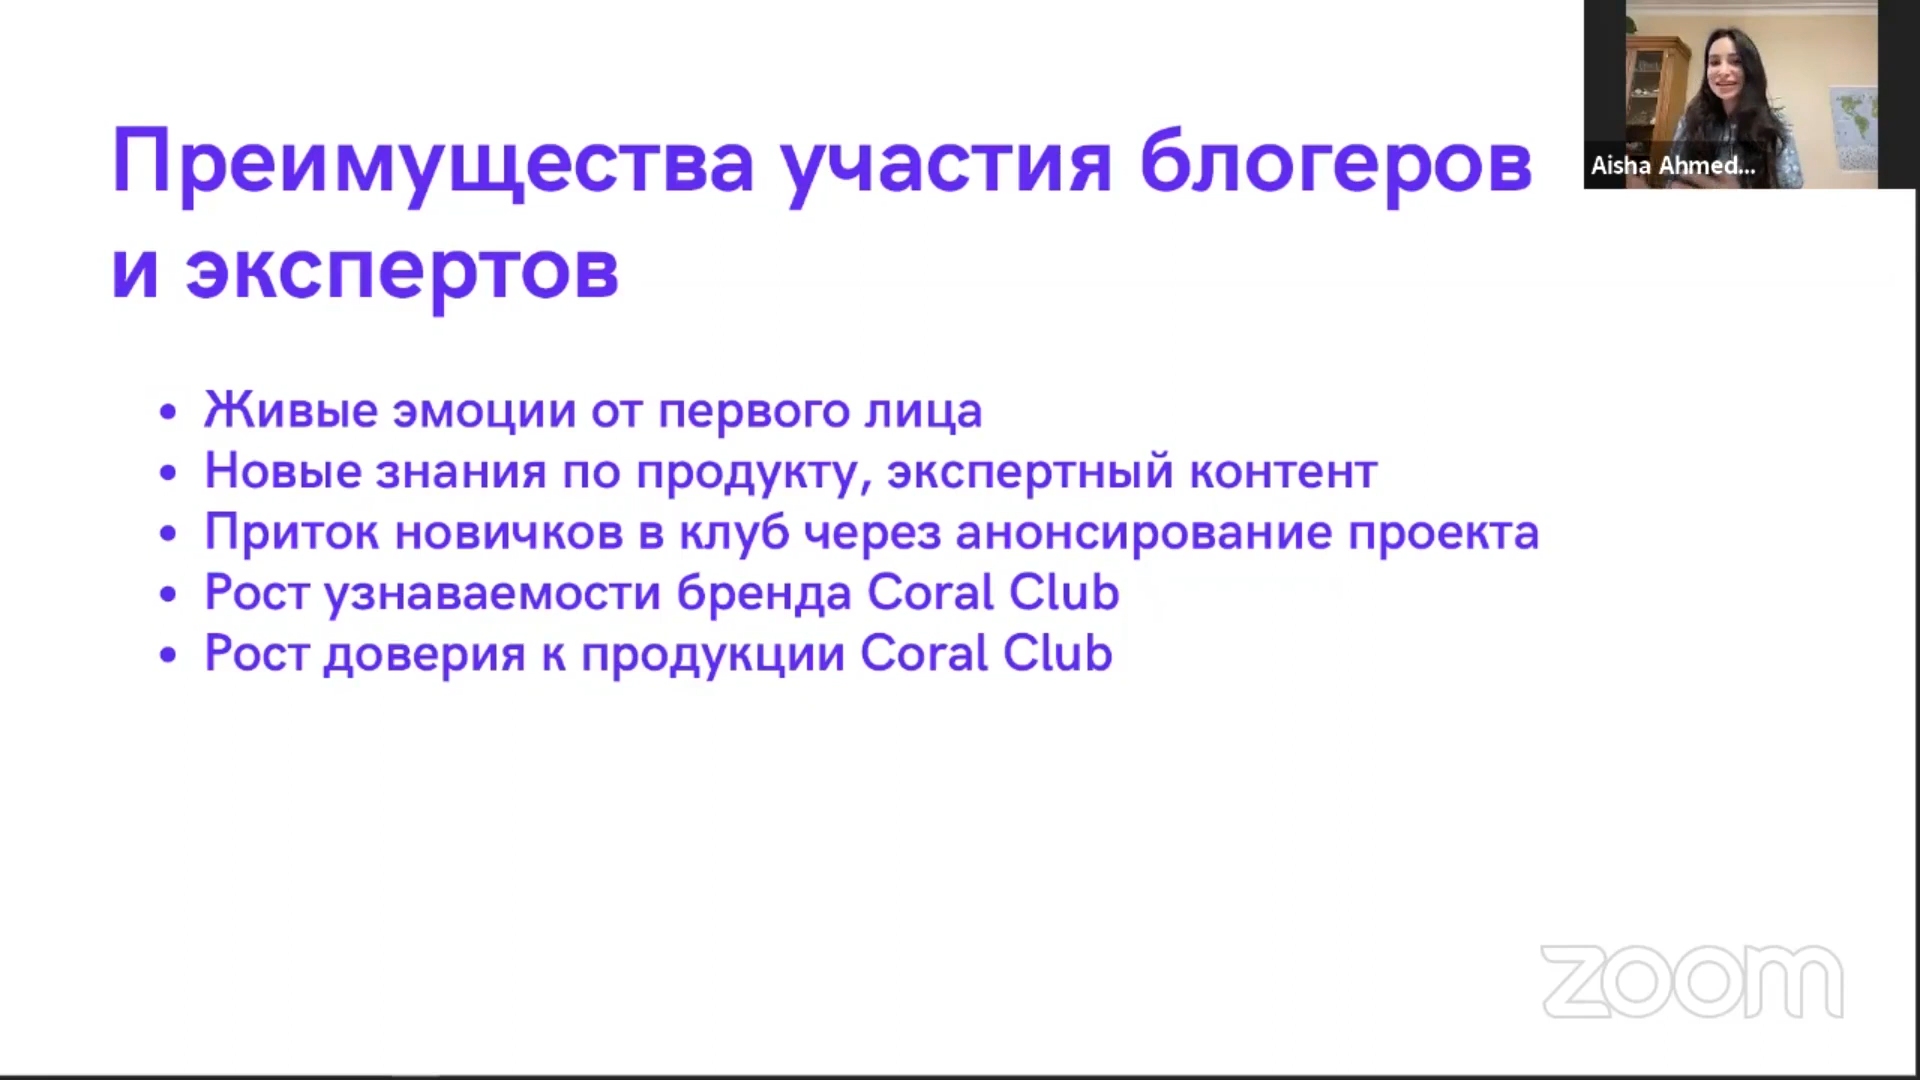 Преимущества участия блогеров
и экспертов
Aisha Ahmed...
• Живые эмоции от первого лица
• Новые знания по продукту, экспертный контент
• Приток новичков в клуб через анонсирование проекта
• Рост узнаваемости бренда Coral Club
• Рост доверия к продукции Coral Club
zoom